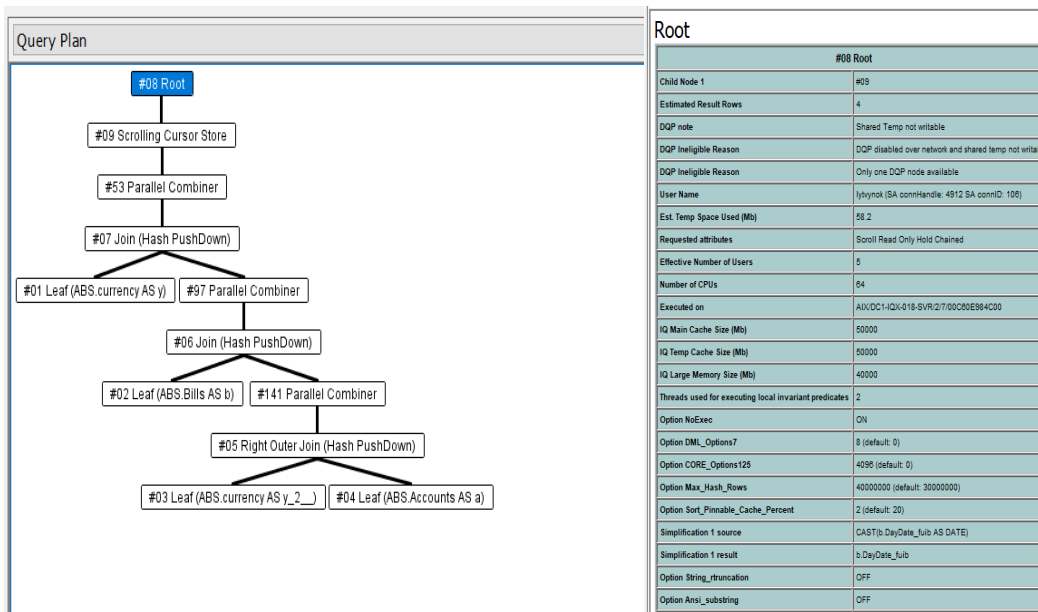 Query Plan
#08 Root
#09 Scrolling Cursor Store
#53 Parallel Combiner
#07 Join (Hash PushDown)
#01 Leaf (ABS.currency AS y)
#97 Parallel Combiner
#06 Join (Hash PushDown)
#02 Leaf (ABS.Bills AS b)
#141 Parallel Combiner
#05 Right Outer Join (Hash PushDown)
#03 Leaf (ABS.currency AS y_2__)
#04 Leaf (ABS.Accounts AS a)
Root
#08 Root
Child Node 1 #09
Estimated Result Rows 4
DQP note Shared Temp not writable
DQP Ineligible Reason DQP disabled over network and shared temp not writa
DQP Ineligible Reason Only one DQP node available
User Name lytvynok (SA connHandle: 4912 SA connID: 106)
Est. Temp Space Used (Mb) 58.2
Requested attributes Scroll Read Only Hold Chained
Effective Number of Users 5
Number of CPUs 64
Executed on AIX/DC1-IQX-018-SVR/2/7/00C60E984C00
IQ Main Cache Size (Mb) 50000
IQ Temp Cache Size (Mb) 50000
IQ Large Memory Size (Mb) 40000
Threads used for executing local invariant predicates 2
Option NoExec ON
Option DML_Options7 8 (default: 0)
Option CORE_Options125 4096 (default: 0)
Option Max_Hash_Rows 40000000 (default: 30000000)
Option Sort_Pinnable_Cache_Percent 2 (default: 20)
Simplification 1 source CAST(b.DayDate_fuib AS DATE)
Simplification 1 result b.DayDate_fuib
Option String_rtruncation OFF
Option Ansi_substring OFF